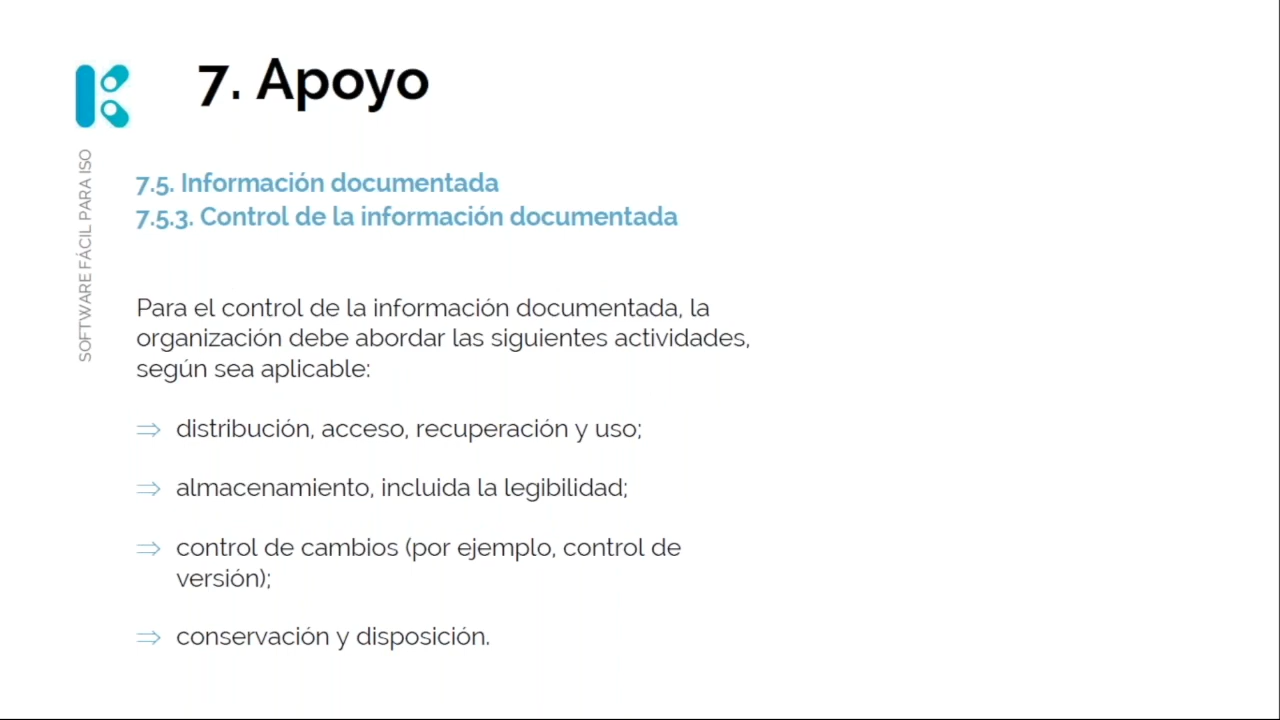 7. Apoyo
SOFTWARE FÁCIL PARA ISO
7.5. Información documentada
7.5.3. Control de la información documentada
Para el control de la información documentada, la
organización debe abordar las siguientes actividades,
según sea aplicable:
⇒ distribución, acceso, recuperación y uso;
⇒ almacenamiento, incluida la legibilidad;
⇒ control de cambios (por ejemplo, control de
versión);
⇒ conservación y disposición.